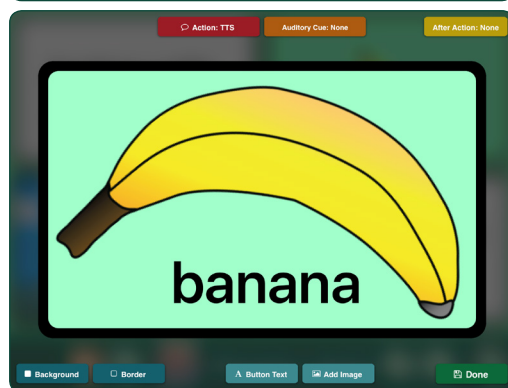 Action: TTS
Auditory Cue: None
After Action: None
banana
Background
Border
A Button Text
Add Image
Done